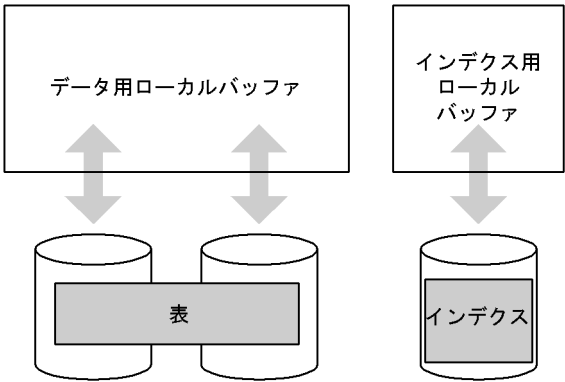 データ用ローカルバッファ
インデクス用
ローカル
バッファ
表
インデクス